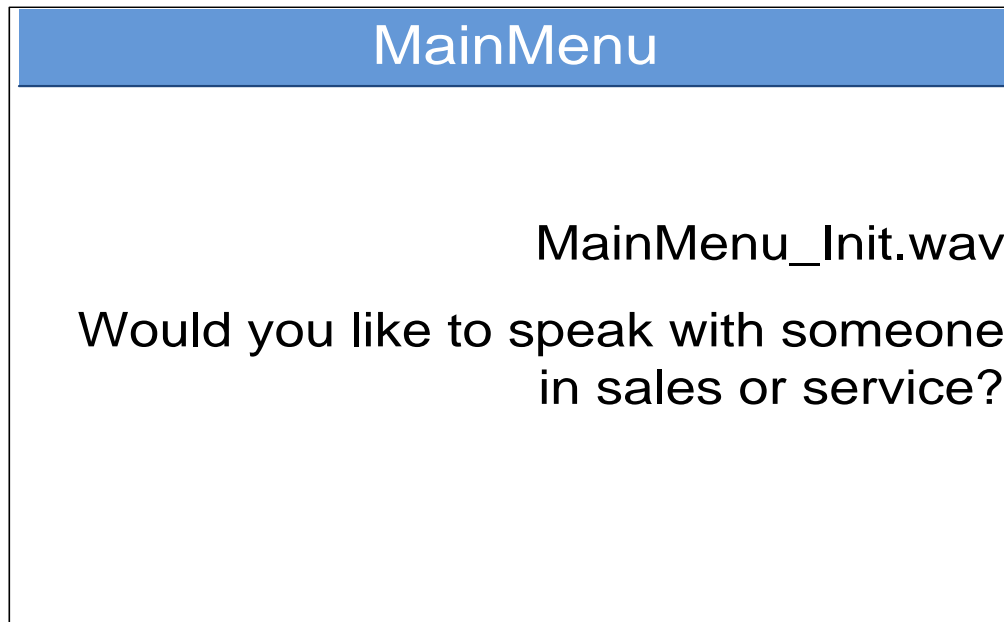 MainMenu
MainMenu_Init.wav
Would you like to speak with someone
in sales or service?